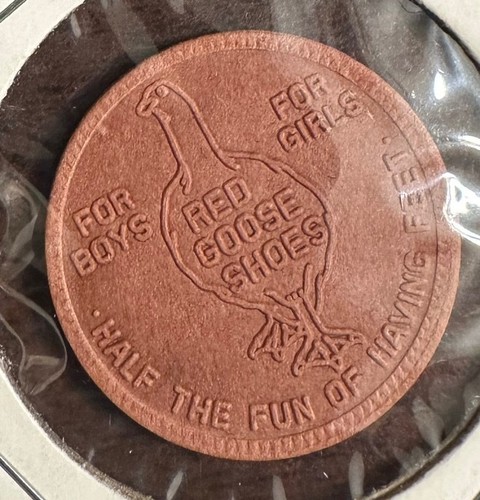 FOR
GIRLS
FOR
BOYS
RED
GOOSE
SHOES
· HALF THE FUN OF HAVING FEET ·